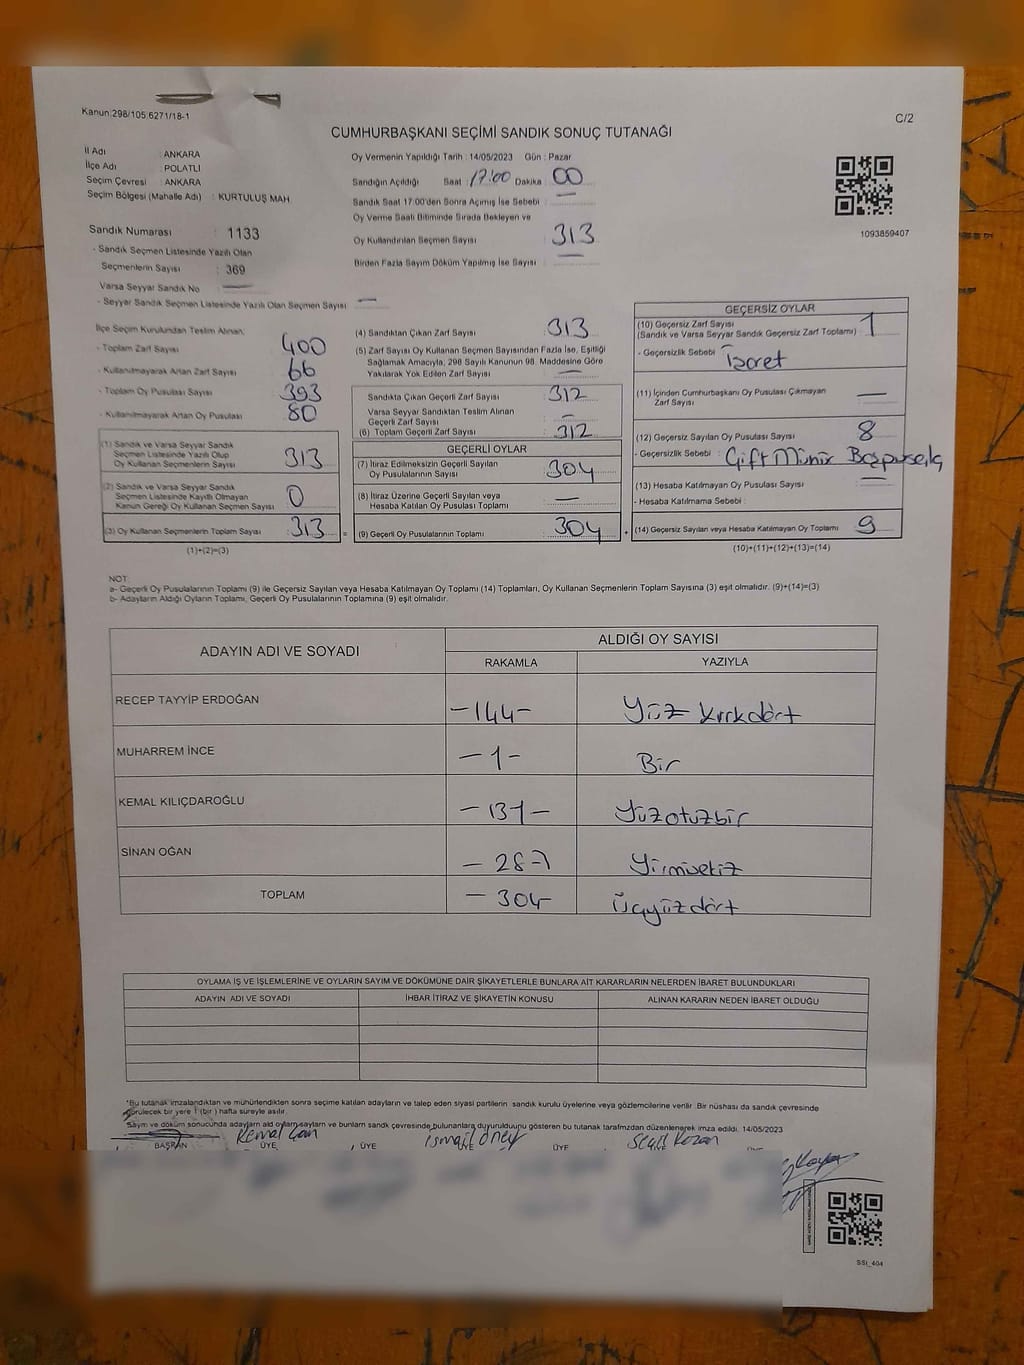 Kanun:298/105;6271/18-1
C/2
CUMHURBAŞKANI SEÇİMİ SANDIK SONUÇ TUTANAĞI
İl Adı : ANKARA
İlçe Adı : POLATLI
Seçim Çevresi : ANKARA
Seçim Bölgesi (Mahalle Adı) : KURTULUŞ MAH
Sandık Numarası : 1133
- Sandık Seçmen Listesinde Yazılı Olan
Seçmenlerin Sayısı : 369
Varsa Seyyar Sandık No —
- Seyyar Sandık Seçmen Listesinde Yazılı Olan Seçmen Sayısı —
Oy Vermenin Yapıldığı Tarih : 14/05/2023 Gün : Pazar
Sandığın Açıldığı Saat : 17:00 Dakika : 00
Sandık Saat 17:00'den Sonra Açılmış İse Sebebi : —
Oy Verme Saati Bitiminde Sırada Bekleyen ve
Oy Kullandırılan Seçmen Sayısı : 313
Birden Fazla Sayım Döküm Yapılmış İse Sayısı : —
1093859407
İlçe Seçim Kurulundan Teslim Alınan;
- Toplam Zarf Sayısı : 400
- Kullanılmayarak Artan Zarf Sayısı : 66
- Toplam Oy Pusulası Sayısı : 393
- Kullanılmayarak Artan Oy Pusulası : 80
(1) Sandık ve Varsa Seyyar Sandık
Seçmen Listesinde Yazılı Olup
Oy Kullanan Seçmenlerin Sayısı : 313
(2) Sandık ve Varsa Seyyar Sandık
Seçmen Listesinde Kayıtlı Olmayan
Kanun Gereği Oy Kullanan Seçmen Sayısı : 0
(3) Oy Kullanan Seçmenlerin Toplam Sayısı : 313 =
(1)+(2)=(3)
(4) Sandıktan Çıkan Zarf Sayısı : 313
(5) Zarf Sayısı Oy Kullanan Seçmen Sayısından Fazla İse, Eşitliği
Sağlamak Amacıyla, 298 Sayılı Kanunun 98. Maddesine Göre
Yakılarak Yok Edilen Zarf Sayısı : —
Sandıkta Çıkan Geçerli Zarf Sayısı : 312
Varsa Seyyar Sandıktan Teslim Alınan
Geçerli Zarf Sayısı : —
(6) Toplam Geçerli Zarf Sayısı : 312
GEÇERLİ OYLAR
(7) İtiraz Edilmeksizin Geçerli Sayılan
Oy Pusulalarının Sayısı : 304
(8) İtiraz Üzerine Geçerli Sayılan veya
Hesaba Katılan Oy Pusulası Toplamı : —
(9) Geçerli Oy Pusulalarının Toplamı : 304 +
GEÇERSİZ OYLAR
(10) Geçersiz Zarf Sayısı
(Sandık ve Varsa Seyyar Sandık Geçersiz Zarf Toplamı) : 1
- Geçersizlik Sebebi : İşaret
(11) İçinden Cumhurbaşkanı Oy Pusulası Çıkmayan
Zarf Sayısı : —
(12) Geçersiz Sayılan Oy Pusulası Sayısı : 8
- Geçersizlik Sebebi : Çift Mühür
(13) Hesaba Katılmayan Oy Pusulası Sayısı : —
- Hesaba Katılmama Sebebi :
(14) Geçersiz Sayılan veya Hesaba Katılmayan Oy Toplamı : 9
(10)+(11)+(12)+(13)=(14)
NOT:
a- Geçerli Oy Pusulalarının Toplamı (9) ile Geçersiz Sayılan veya Hesaba Katılmayan Oy Toplamı (14) Toplamları, Oy Kullanan Seçmenlerin Toplam Sayısına (3) eşit olmalıdır. (9)+(14)=(3)
b- Adayların Aldığı Oyların Toplamı, Geçerli Oy Pusulalarının Toplamına (9) eşit olmalıdır.
ADAYIN ADI VE SOYADI
ALDIĞI OY SAYISI
RAKAMLA YAZIYLA
RECEP TAYYİP ERDOĞAN —144— Yüz kırkdört
MUHARREM İNCE —1— Bir
KEMAL KILIÇDAROĞLU —131— Yüzotuzbir
SİNAN OĞAN —28— Yirmisekiz
TOPLAM —304— üçyüzdört
OYLAMA İŞ VE İŞLEMLERİNE VE OYLARIN SAYIM VE DÖKÜMÜNE DAİR ŞİKAYETLERLE BUNLARA AİT KARARLARIN NELERDEN İBARET BULUNDUKLARI
ADAYIN ADI VE SOYADI İHBAR İTİRAZ VE ŞİKAYETİN KONUSU ALINAN KARARIN NEDEN İBARET OLDUĞU
*Bu tutanak imzalandıktan ve mühürlendikten sonra seçime katılan adayların ve talep eden siyasi partilerin sandık kurulu üyelerine veya gözlemcilerine verilir. Bir nüshası da sandık çevresinde
görülecek bir yere 1 (bir) hafta süreyle asılır.
*Sayım ve döküm sonucunda adayların aldığı oyların sayıları ve bunların sandık çevresinde bulunanlara duyurulduğunu gösteren bu tutanak tarafımızdan düzenlenerek imza edildi. 14/05/2023
Kemal Can İsmail Öney Kozan
BAŞKAN ÜYE ÜYE ÜYE
SSt_404